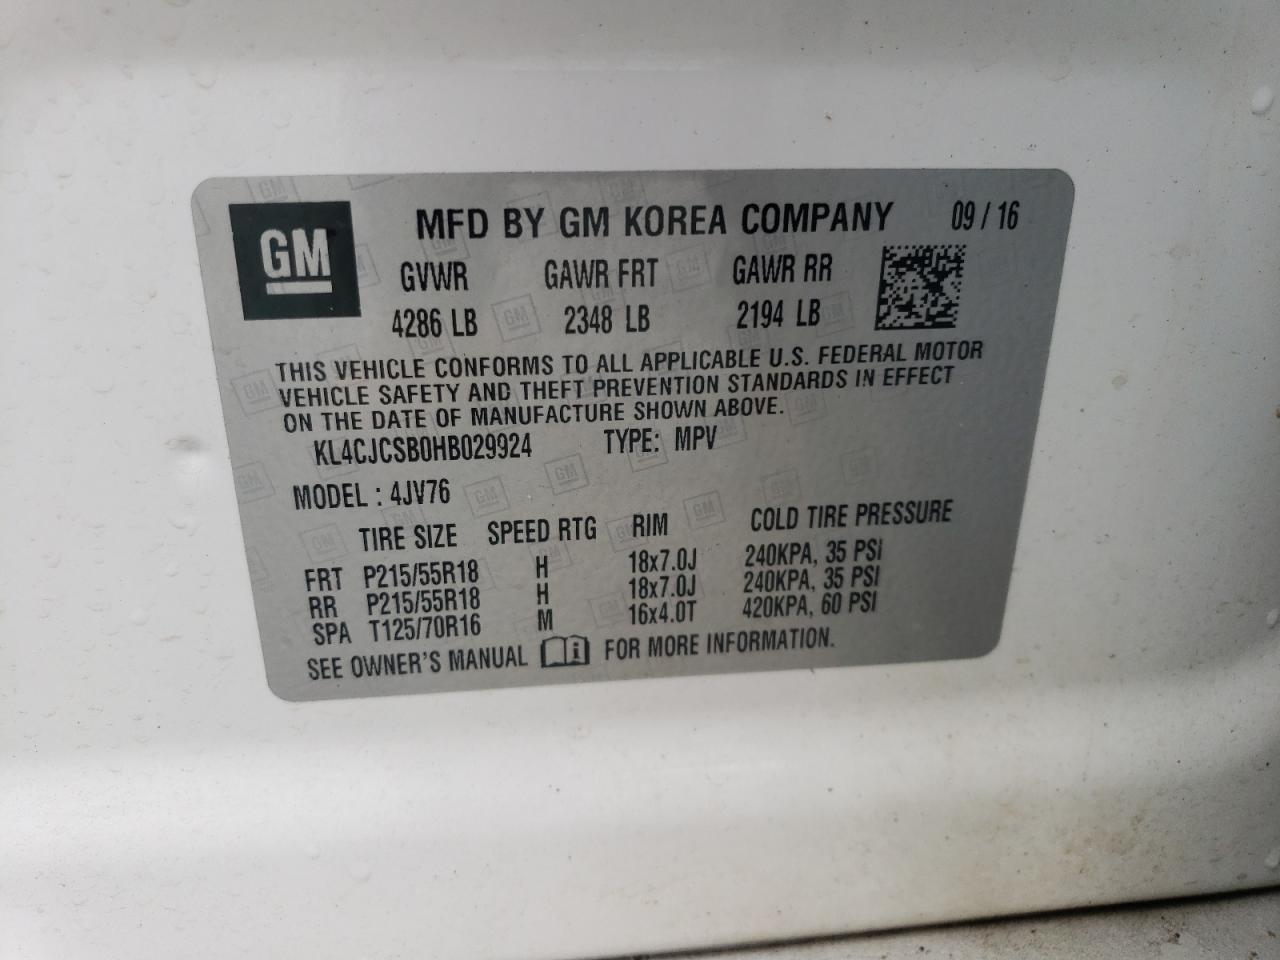 GM
MFD BY GM KOREA COMPANY 09 / 16
GVWR GAWR FRT GAWR RR
4286 LB 2348 LB 2194 LB
THIS VEHICLE CONFORMS TO ALL APPLICABLE U.S. FEDERAL MOTOR
VEHICLE SAFETY AND THEFT PREVENTION STANDARDS IN EFFECT
ON THE DATE OF MANUFACTURE SHOWN ABOVE.
KL4CJCSB0HB029924 TYPE: MPV
MODEL : 4JV76
TIRE SIZE SPEED RTG RIM COLD TIRE PRESSURE
FRT P215/55R18 H 18x7.0J 240KPA, 35 PSI
RR P215/55R18 H 18x7.0J 240KPA, 35 PSI
SPA T125/70R16 M 16x4.0T 420KPA, 60 PSI
SEE OWNER'S MANUAL i FOR MORE INFORMATION.